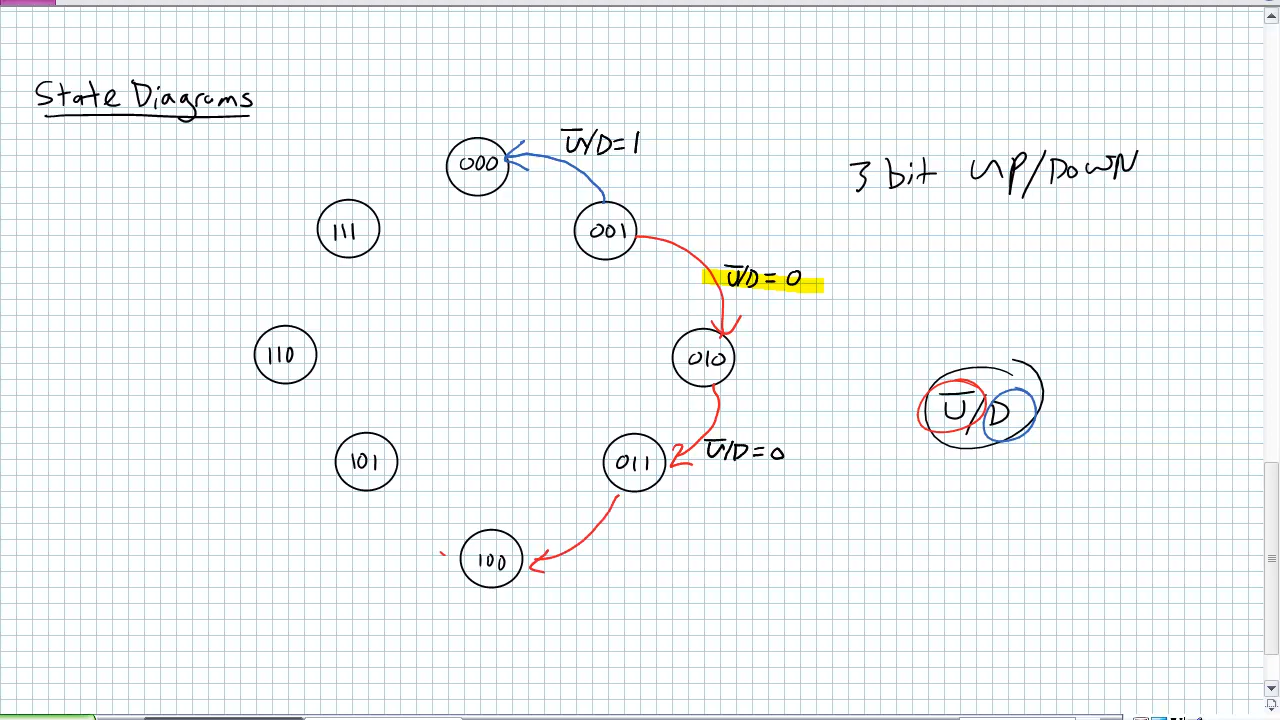 State Diagrams
U̅/D=1
000
3 bit UP/DOWN
111
001
U̅/D= 0
110
010
U̅/D
U̅/D= 0
101
011
100